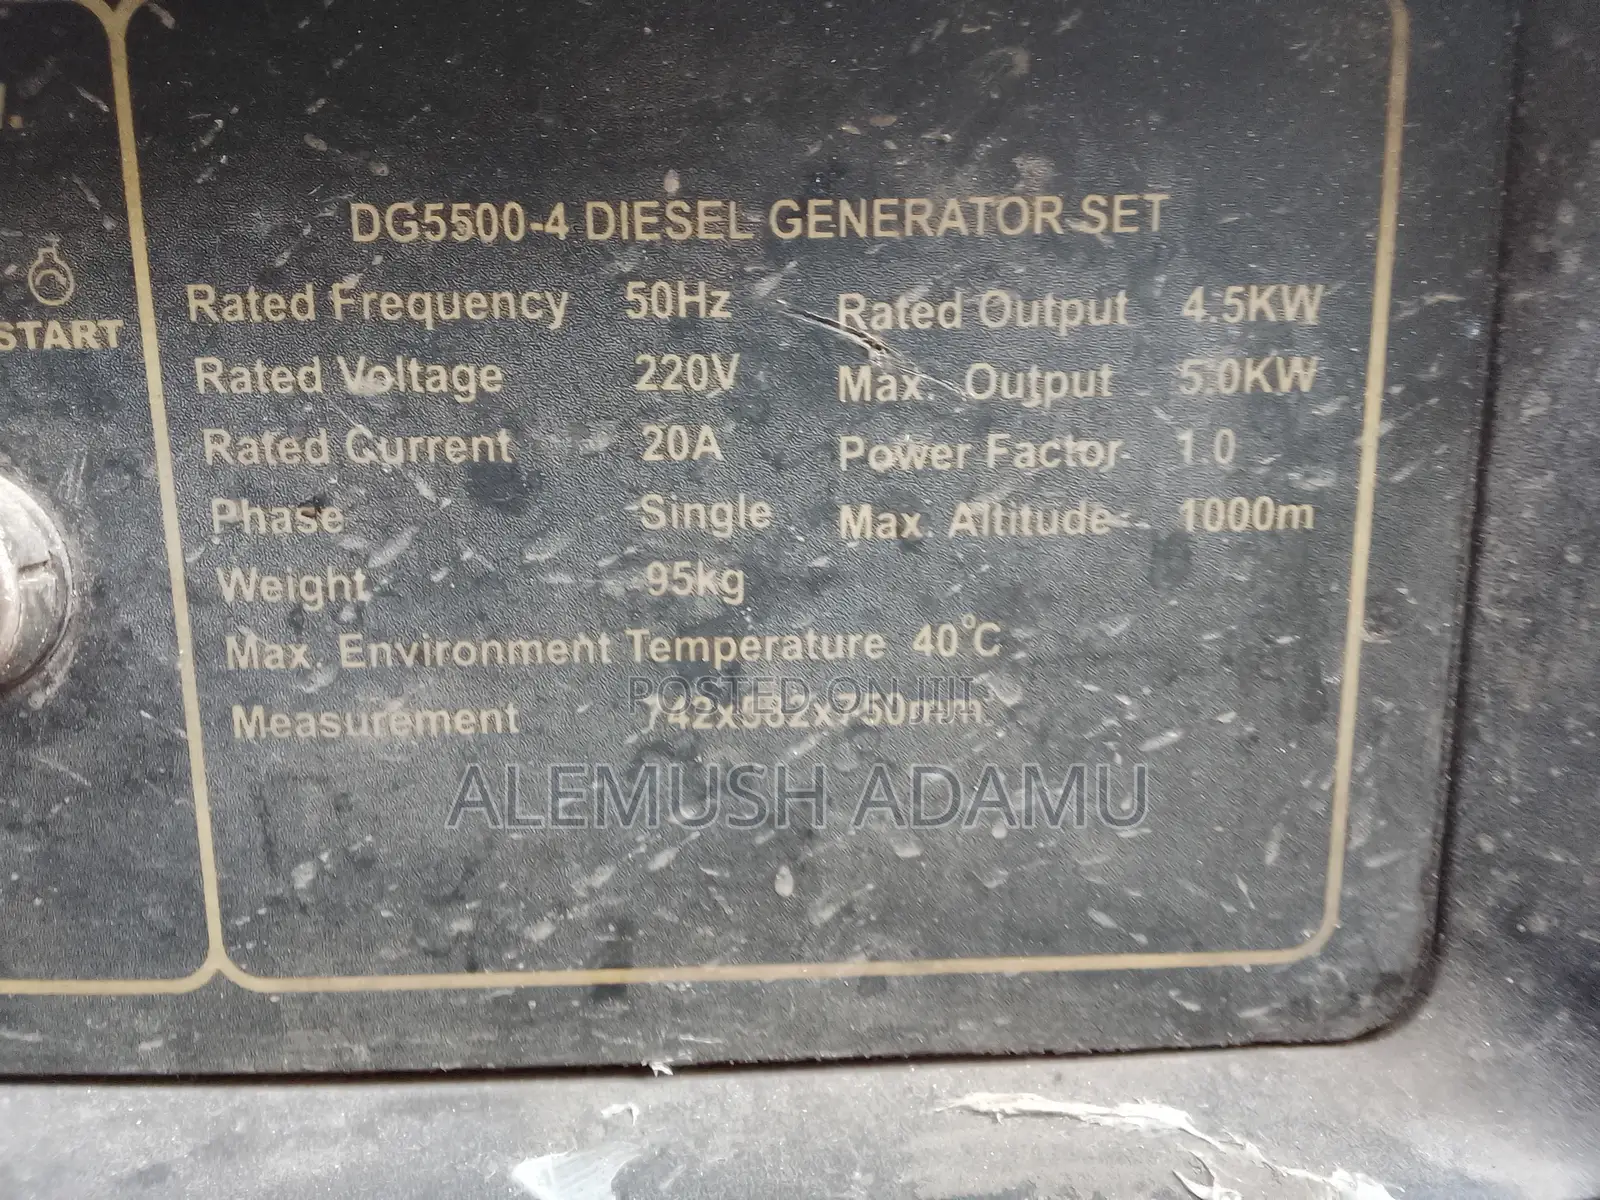 START
DG5500-4 DIESEL GENERATOR SET
Rated Frequency 50Hz Rated Output 4.5KW
Rated Voltage 220V Max. Output 5.0KW
Rated Current 20A Power Factor 1.0
Phase Single Max. Altitude 1000m
Weight 95kg
Max. Environment Temperature 40°C
POSTED ON JIJI
Measurement 742x582x750mm
ALEMUSH ADAMU